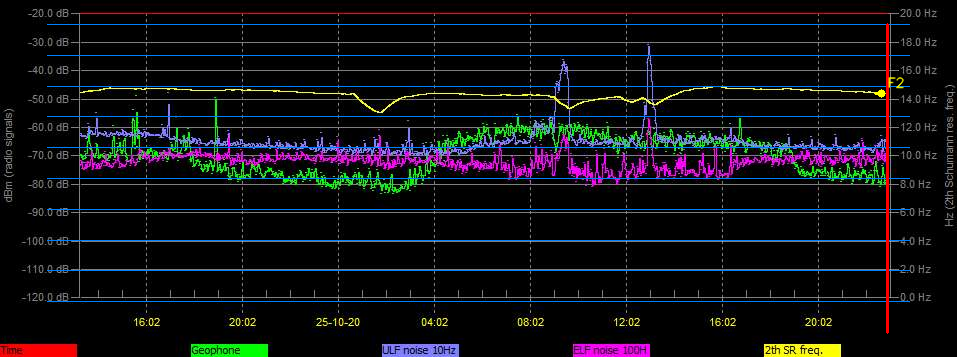 -20.0 dB 20.0 Hz
-30.0 dB 18.0 Hz
-40.0 dB 16.0 Hz
F2
-50.0 dB 14.0 Hz
-60.0 dB 12.0 Hz
-70.0 dB 10.0 Hz
-80.0 dB 8.0 Hz
-90.0 dB 6.0 Hz
-100.0 dB 4.0 Hz
-110.0 dB 2.0 Hz
-120.0 dB 0.0 Hz
dBm (radio signals)
Hz (2th Schumann res. freq.)
16:02 20:02 25-10-20 04:02 08:02 12:02 16:02 20:02
Time Geophone ULF noise 10Hz ELF noise 100H 2th SR freq.